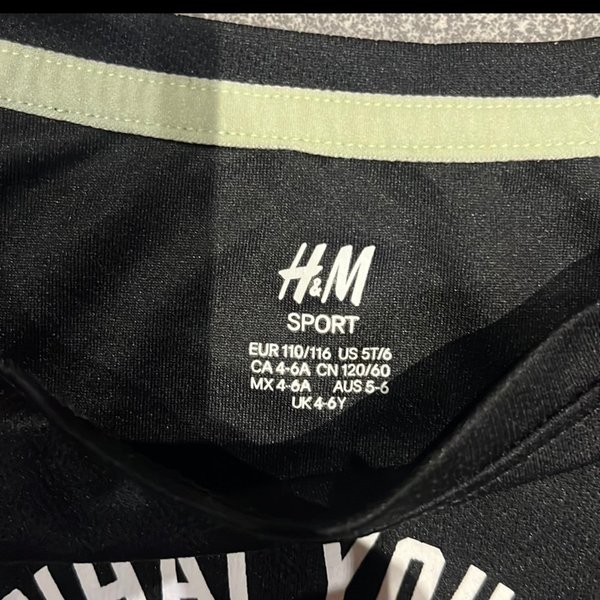 H&M
SPORT
EUR 110/116 US 5T/6
CA 4-6A CN 120/60
MX 4-6A AUS 5-6
UK 4-6Y